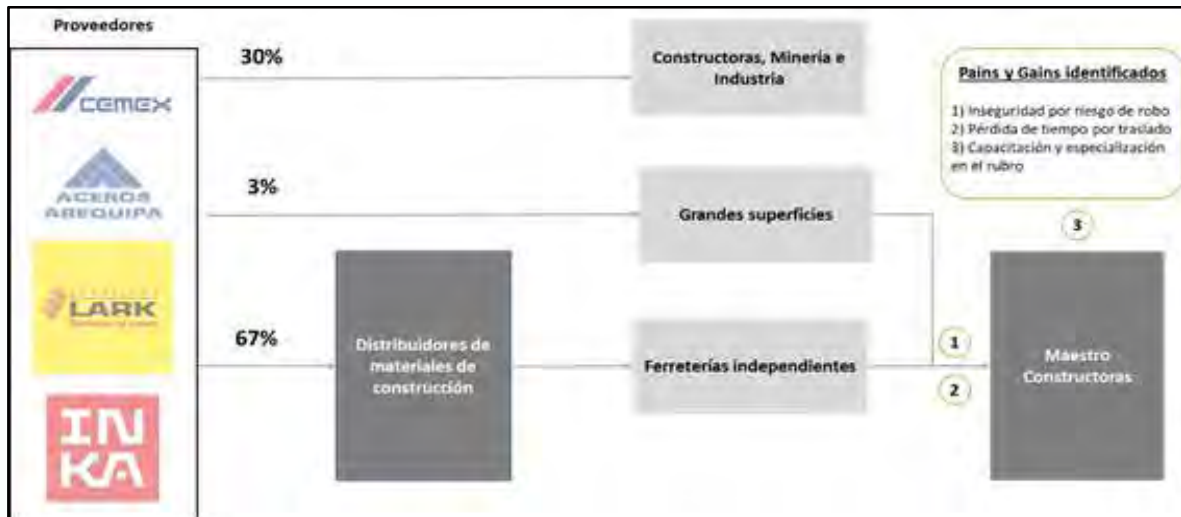 Proveedores
CEMEX
ACEROS
AREQUIPA
LARK
IN
KA
30%
3%
67%
Distribuidores de
materiales de
construcción
Constructoras, Minería e
Industria
Grandes superficies
Ferreterías independientes
Pains y Gains identificados
1) Inseguridad por riesgo de robo
2) Pérdida de tiempo por traslado
3) Capacitación y especialización
en el rubro
3
1
2
Maestro
Constructoras